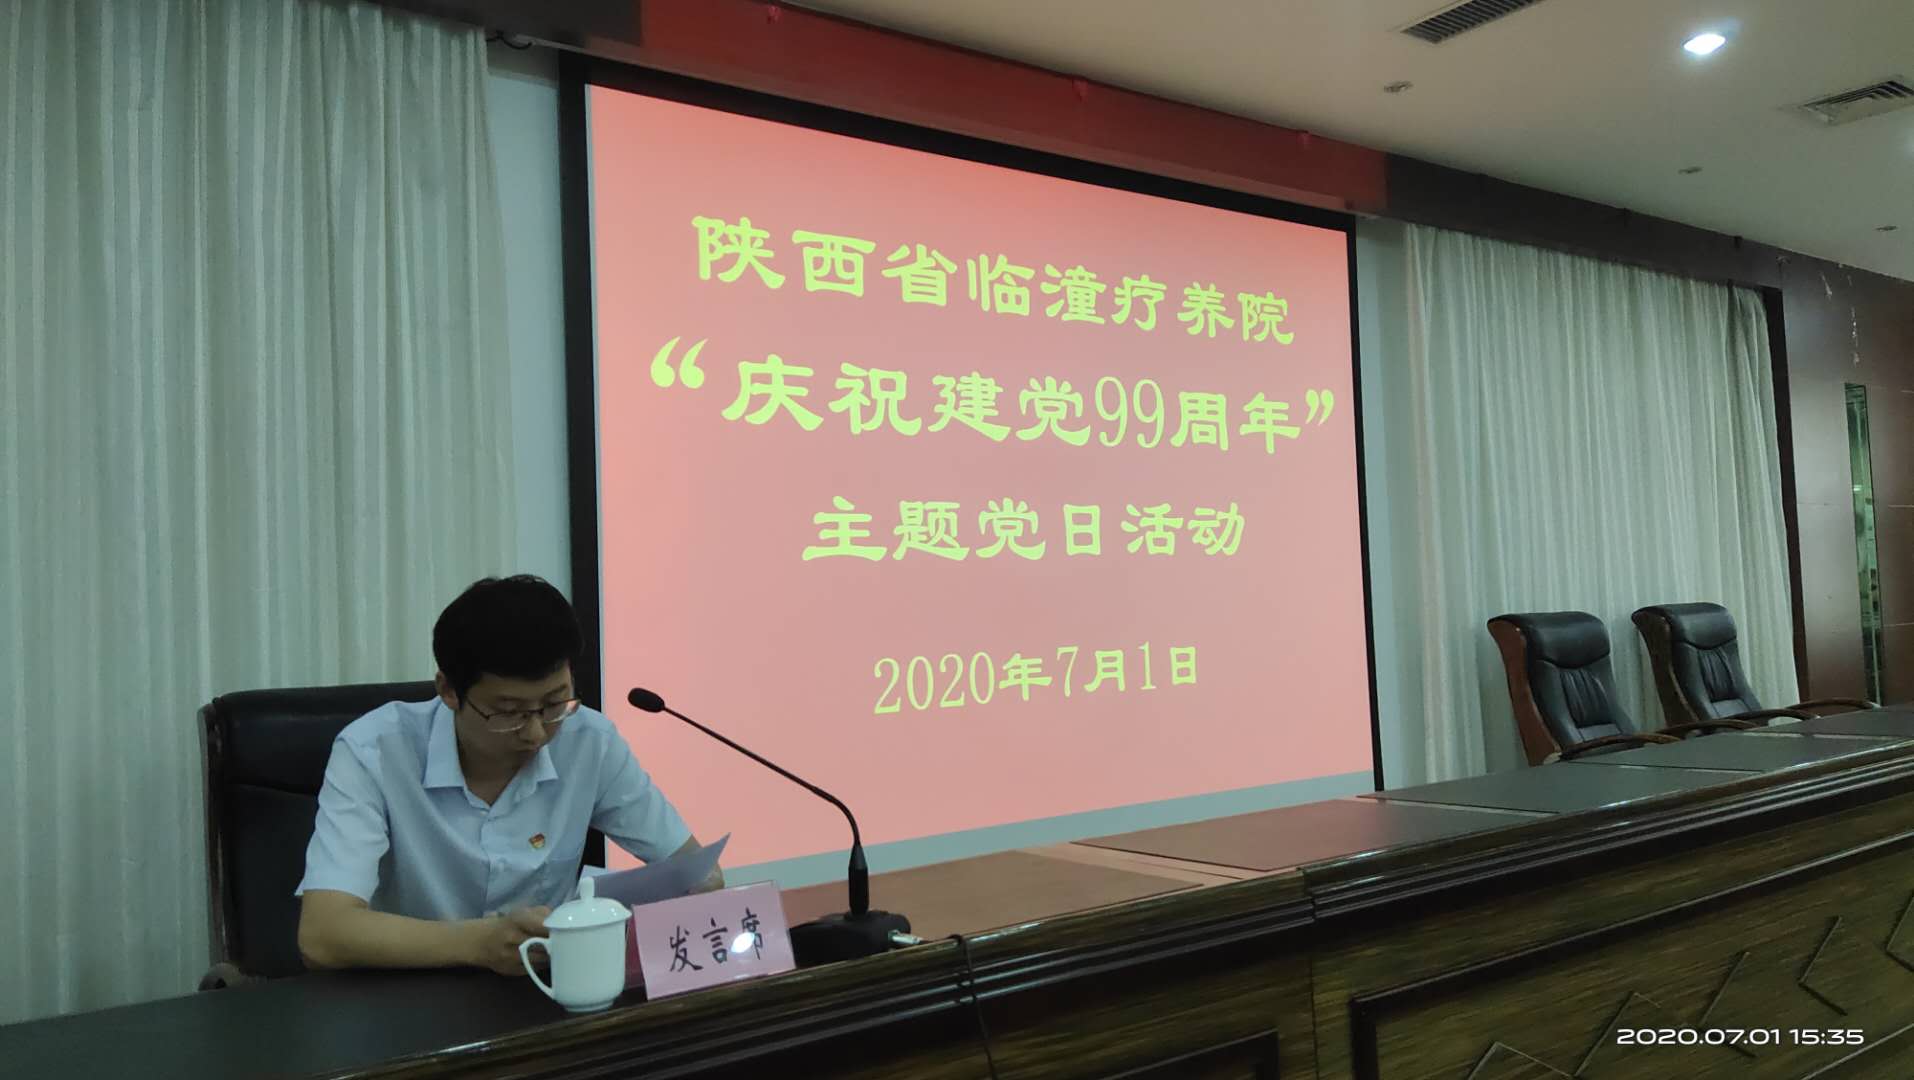 陕西省临潼疗养院
“庆祝建党99周年”
主题党日活动
2020年7月1日
发言席
2020.07.01 15:35